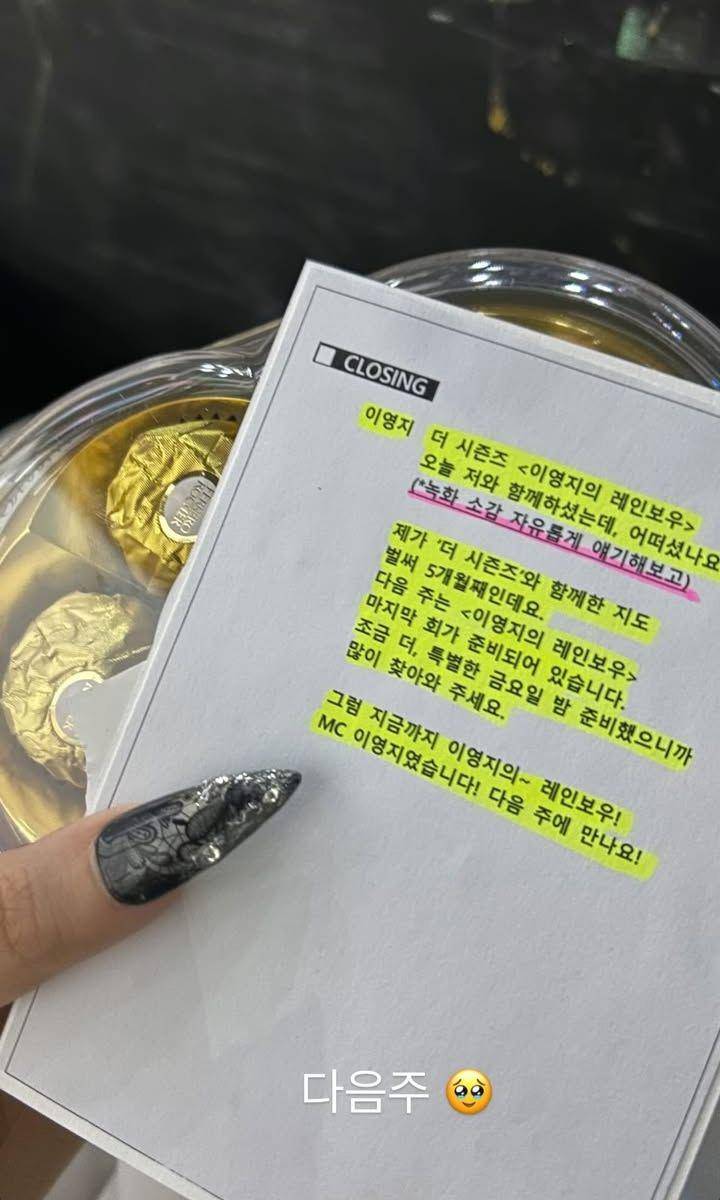 CLOSING
이영지 더 시즌즈 <이영지의 레인보우>
오늘 저와 함께하셨는데, 어떠셨나요
(*녹화 소감 자유롭게 얘기해보고)
제가 '더 시즌즈'와 함께한 지도
벌써 5개월째인데요.
다음 주는 <이영지의 레인보우>
마지막 회가 준비되어 있습니다.
조금 더, 특별한 금요일 밤 준비했으니까
많이 찾아와 주세요.
그럼 지금까지 이영지의~ 레인보우!
MC 이영지였습니다! 다음 주에 만나요!
FERRERO
ROCHER
다음주 🥹